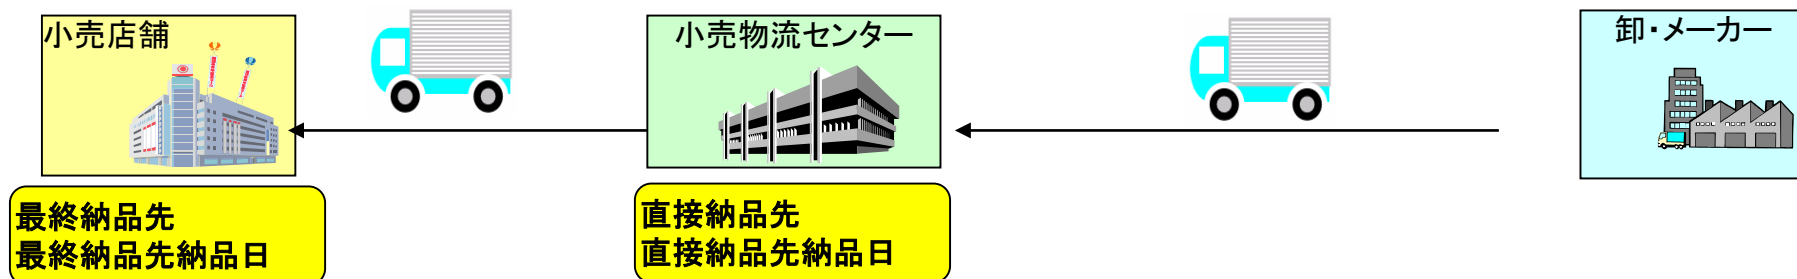 小売店舗
小売物流センター
卸・メーカー
最終納品先
最終納品先納品日
直接納品先
直接納品先納品日